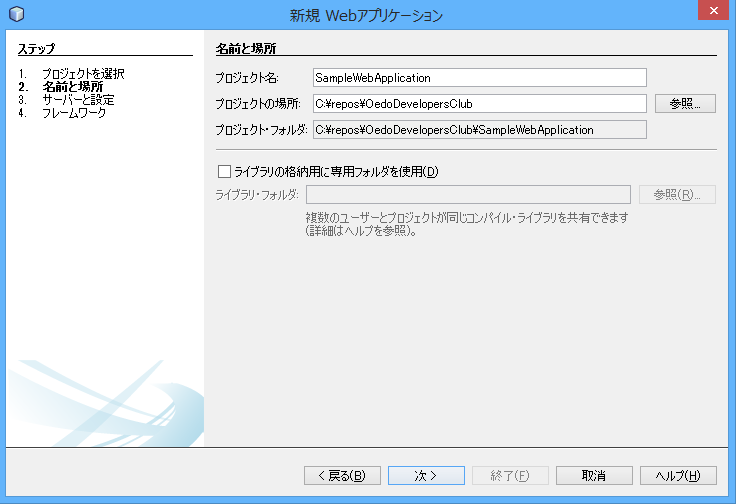 新規 Webアプリケーション
ステップ
1. プロジェクトを選択
2. 名前と場所
3. サーバーと設定
4. フレームワーク
名前と場所
プロジェクト名: SampleWebApplication
プロジェクトの場所: C:¥repos¥OedoDevelopersClub 参照...
プロジェクト・フォルダ: C:¥repos¥OedoDevelopersClub¥SampleWebApplication
ライブラリの格納用に専用フォルダを使用(D)
ライブラリ・フォルダ: 参照(R)...
複数のユーザーとプロジェクトが同じコンパイル・ライブラリを共有できます
(詳細はヘルプを参照)。
< 戻る(B) 次 > 終了(F) 取消 ヘルプ(H)